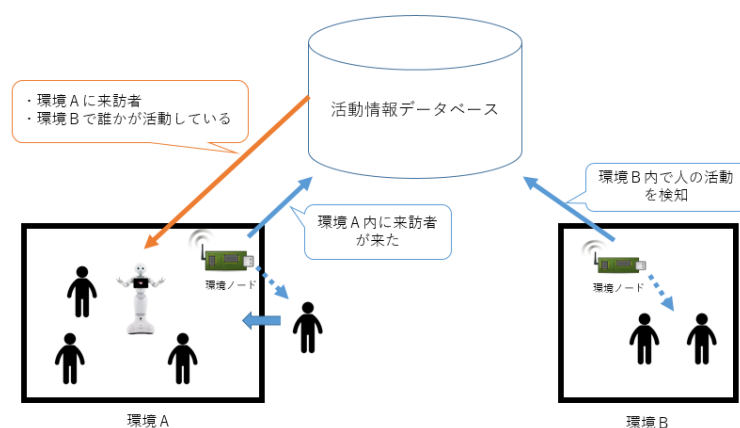 ・環境Ａに来訪者
・環境Ｂで誰かが活動している
活動情報データベース
環境Ｂ内で人の活動
を検知
環境Ａ内に来訪者
が来た
環境ノード
環境ノード
環境Ａ
環境Ｂ